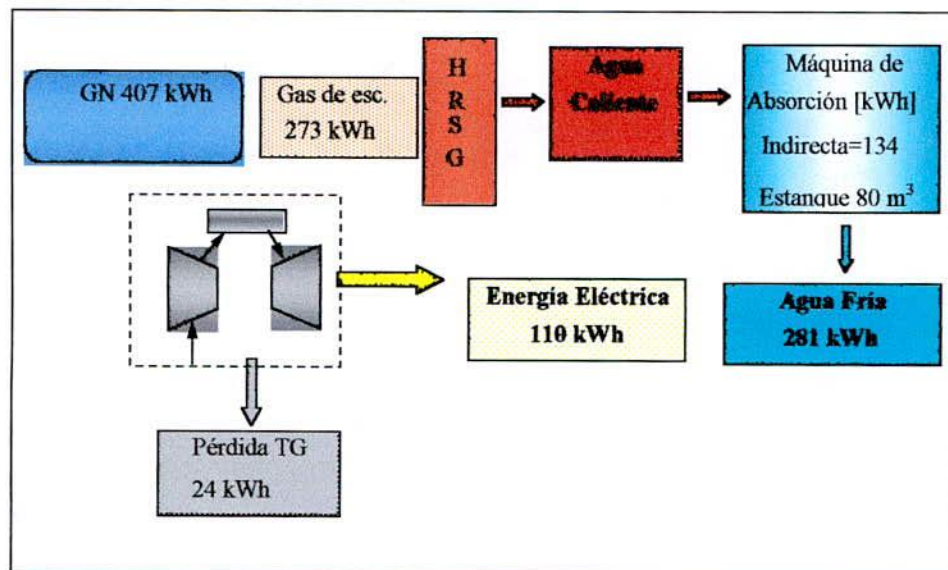 GN 407 kWh
Gas de esc.
273 kWh
H
R
S
G
Agua
Caliente
Máquina de
Absorción [kWh]
Indirecta=134
Estanque 80 m³
Energía Eléctrica
110 kWh
Agua Fría
281 kWh
Pérdida TG
24 kWh